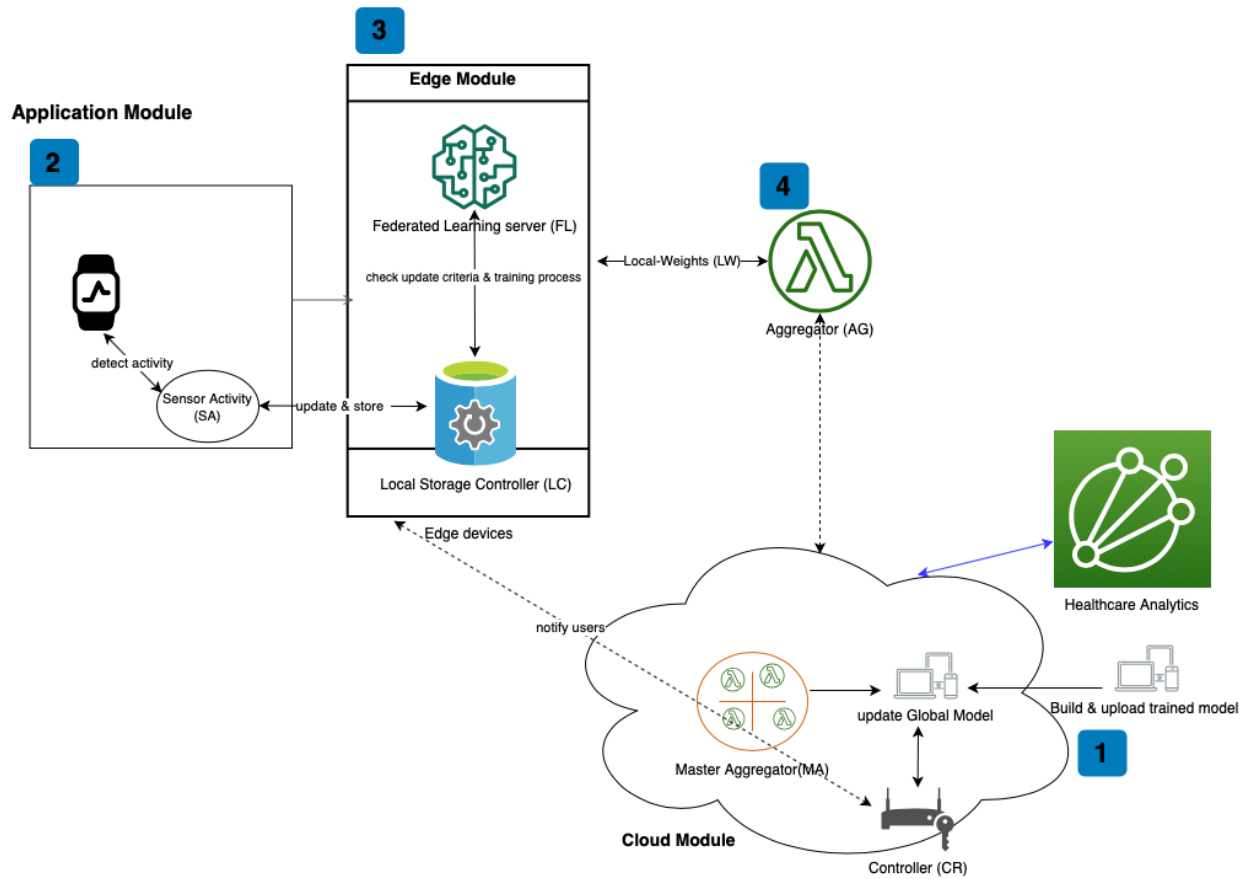 3
Edge Module
Application Module
2
4
Federated Learning server (FL)
Local-Weights (LW)
check update criteria & training process
Aggregator (AG)
detect activity
Sensor Activity
(SA)
update & store
Local Storage Controller (LC)
Edge devices
Healthcare Analytics
notify users
update Global Model
Build & upload trained model
1
Master Aggregator(MA)
Cloud Module
Controller (CR)